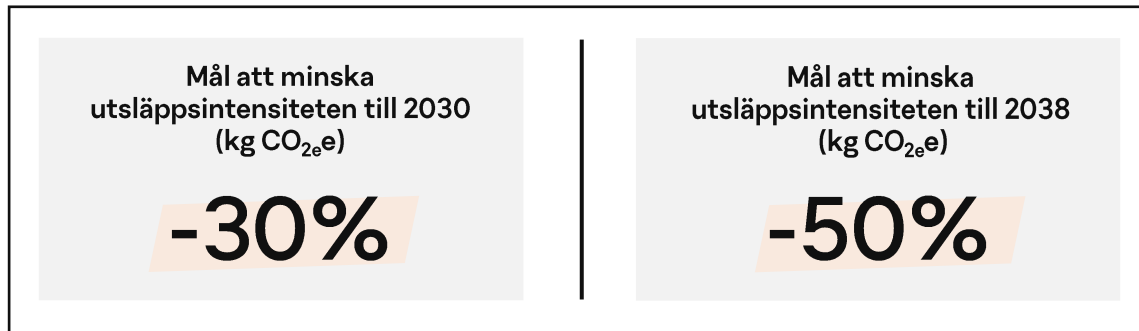 Mål att minska
utsläppsintensiteten till 2030
(kg CO₂ₑe)
-30%
Mål att minska
utsläppsintensiteten till 2038
(kg CO₂ₑe)
-50%